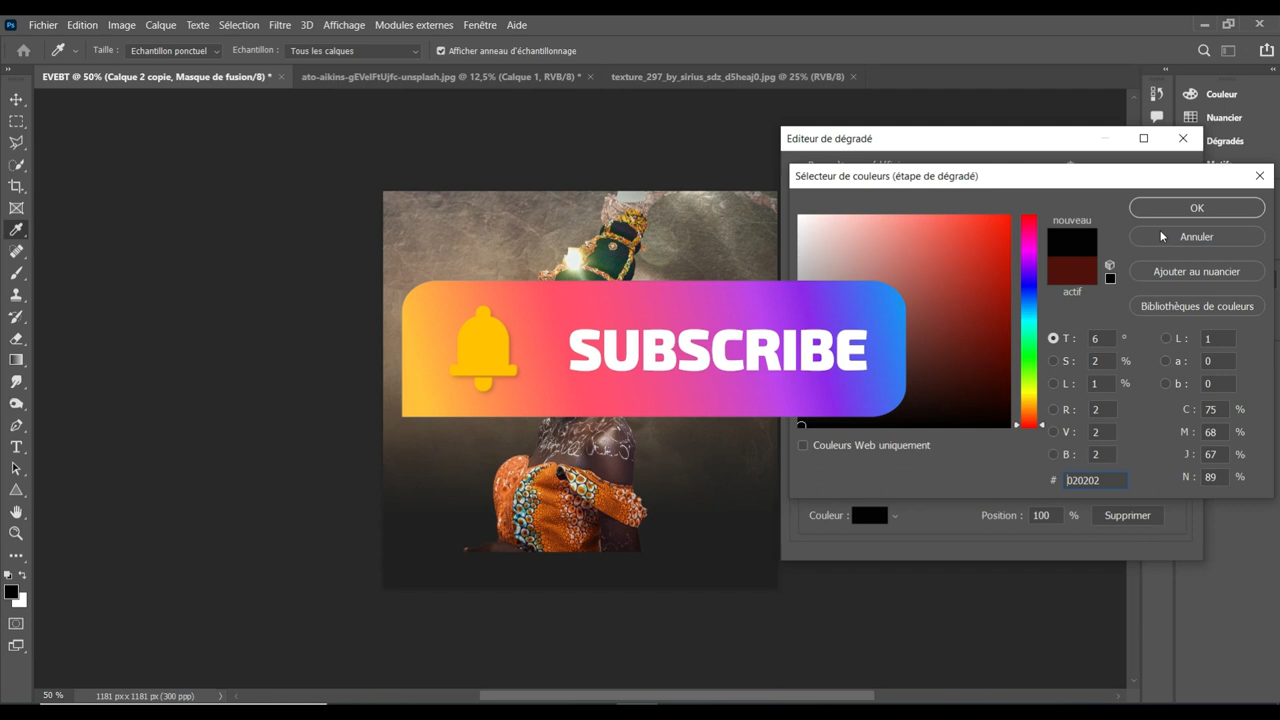 Ps Fichier Edition Image Calque Texte Sélection Filtre 3D Affichage Modules externes Fenêtre Aide
Taille : Echantillon ponctuel Echantillon : Tous les calques Afficher anneau d'échantillonnage
EVEBT @ 50% (Calque 2 copie, Masque de fusion/8) * ato-aikins-gEVelFtUjfc-unsplash.jpg @ 12,5% (Calque 1, RVB/8) * texture_297_by_sirius_sdz_d5heaj0.jpg @ 25% (RVB/8)
Couleur
Nuancier
Dégradés
Editeur de dégradé
Sélecteur de couleurs (étape de dégradé)
nouveau
actif
OK
Annuler
Ajouter au nuancier
Bibliothèques de couleurs
T : 6 ° L : 1
S : 2 % a : 0
L : 1 % b : 0
R : 2 C : 75 %
V : 2 M : 68 %
B : 2 J : 67 %
# 020202 N : 89 %
Couleurs Web uniquement
Couleur : Position : 100 % Supprimer
SUBSCRIBE
50 % 1181 px x 1181 px (300 ppp)